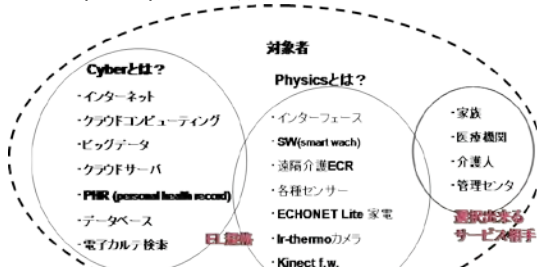 対象者
Cyberとは？
・インターネット
・クラウドコンピューティング
・ビッグデータ
・クラウドサーバ
・PHR (personal health record)
・データベース
・電子カルテ検索
Physicsとは？
・インターフェース
・SW(smart wach)
・遠隔介護ECR
・各種センサー
・ECHONET Lite 家電
・Ir-thermoカメラ
・Kinect f.w.
・家族
・医療機関
・介護人
・管理センタ
選択出来る
サービス相手